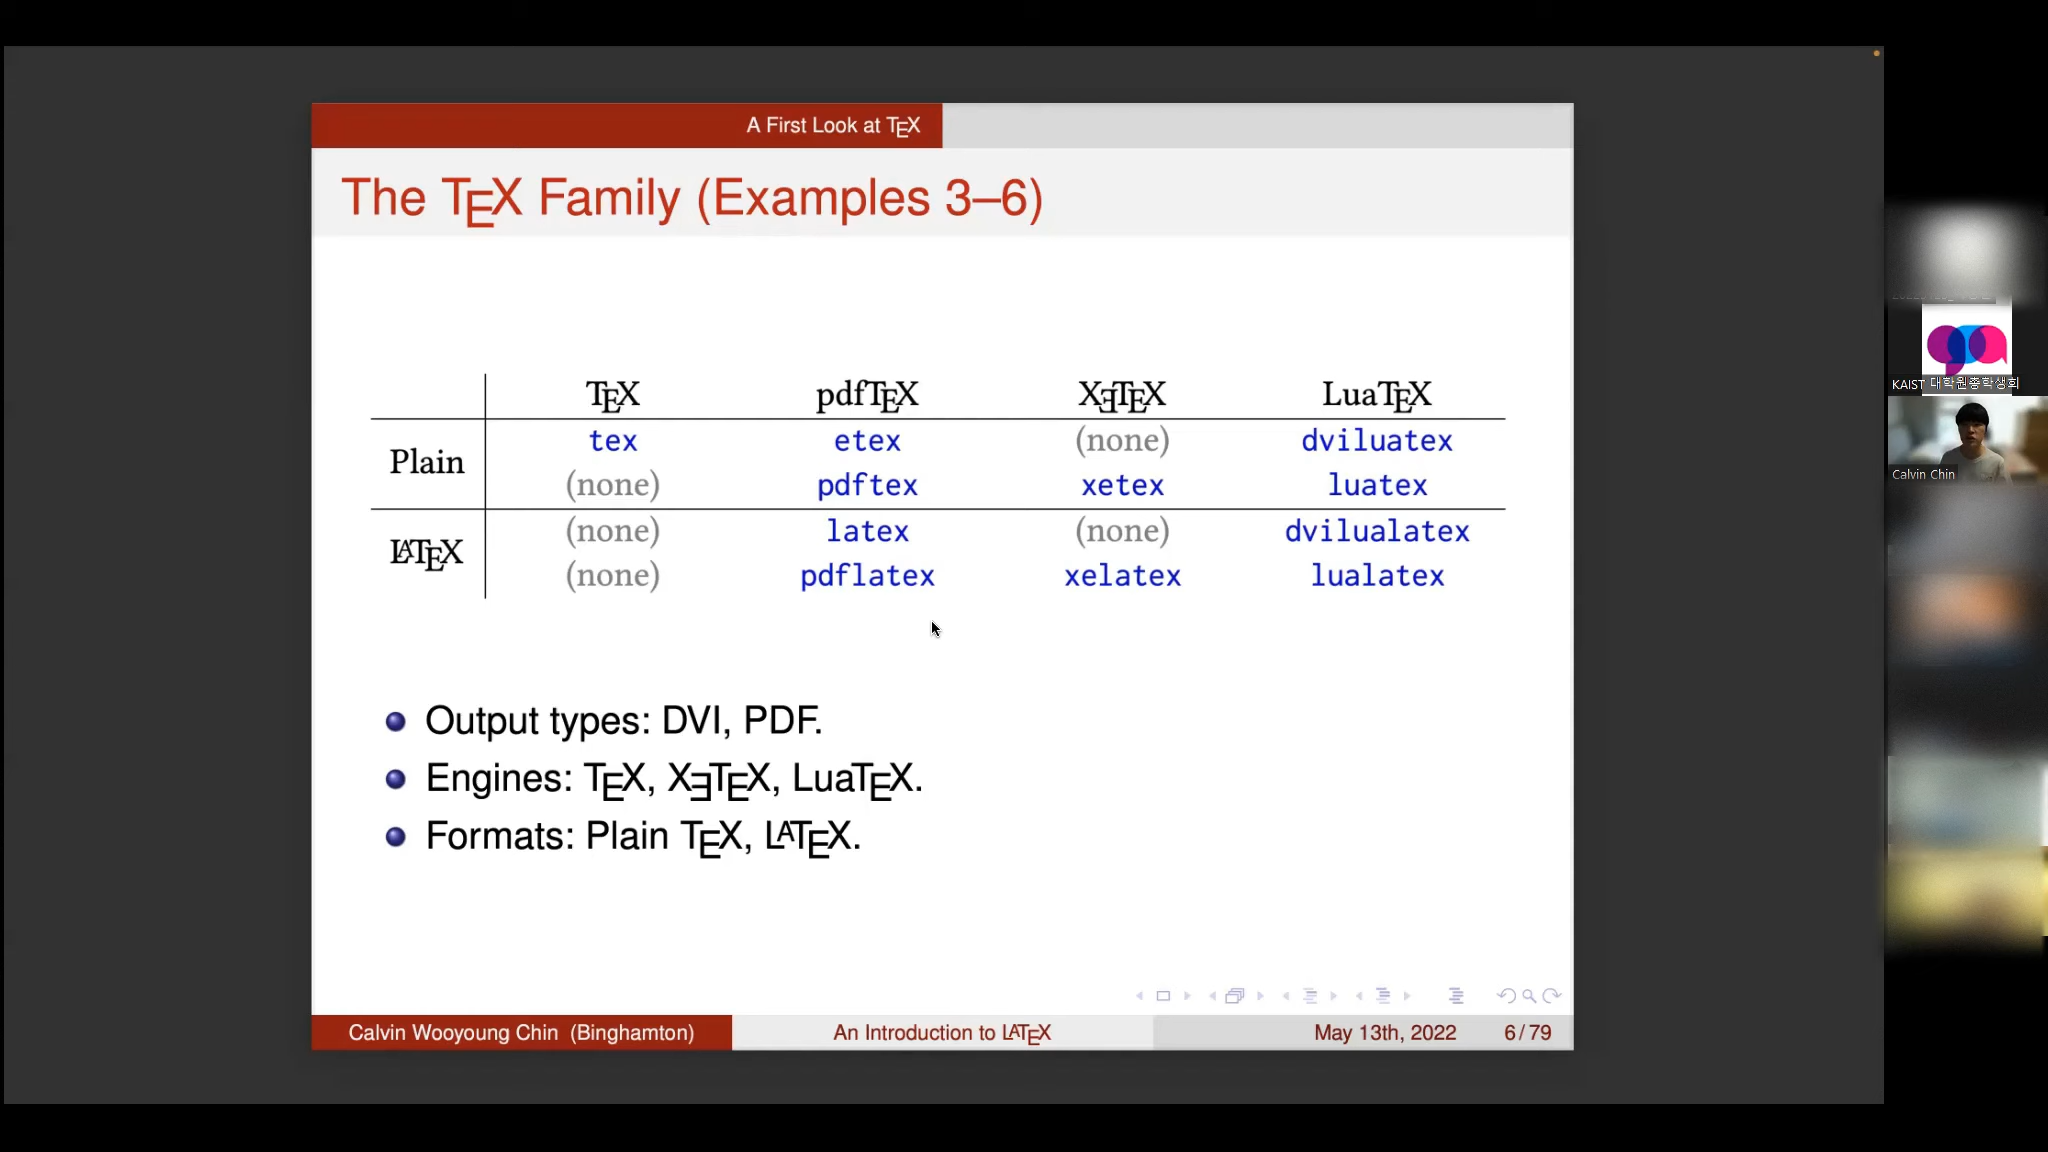 A First Look at TEX
The TEX Family (Examples 3–6)
TEX pdfTEX XƎTEX LuaTEX
Plain
tex etex (none) dviluatex
(none) pdftex xetex luatex
LATEX
(none) latex (none) dvilualatex
(none) pdflatex xelatex lualatex
Output types: DVI, PDF.
Engines: TEX, XƎTEX, LuaTEX.
Formats: Plain TEX, LATEX.
Calvin Wooyoung Chin (Binghamton) An Introduction to LATEX May 13th, 2022 6 / 79
KAIST 대학원총학생회
Calvin Chin